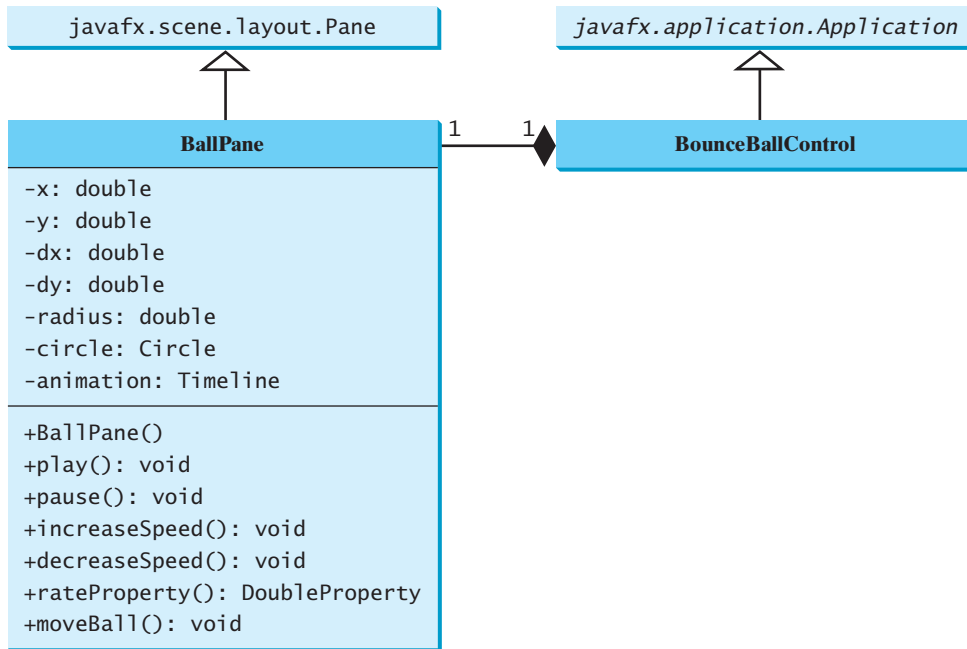 javafx.scene.layout.Pane
javafx.application.Application
BallPane
1
1
BounceBallControl
-x: double
-y: double
-dx: double
-dy: double
-radius: double
-circle: Circle
-animation: Timeline
+BallPane()
+play(): void
+pause(): void
+increaseSpeed(): void
+decreaseSpeed(): void
+rateProperty(): DoubleProperty
+moveBall(): void